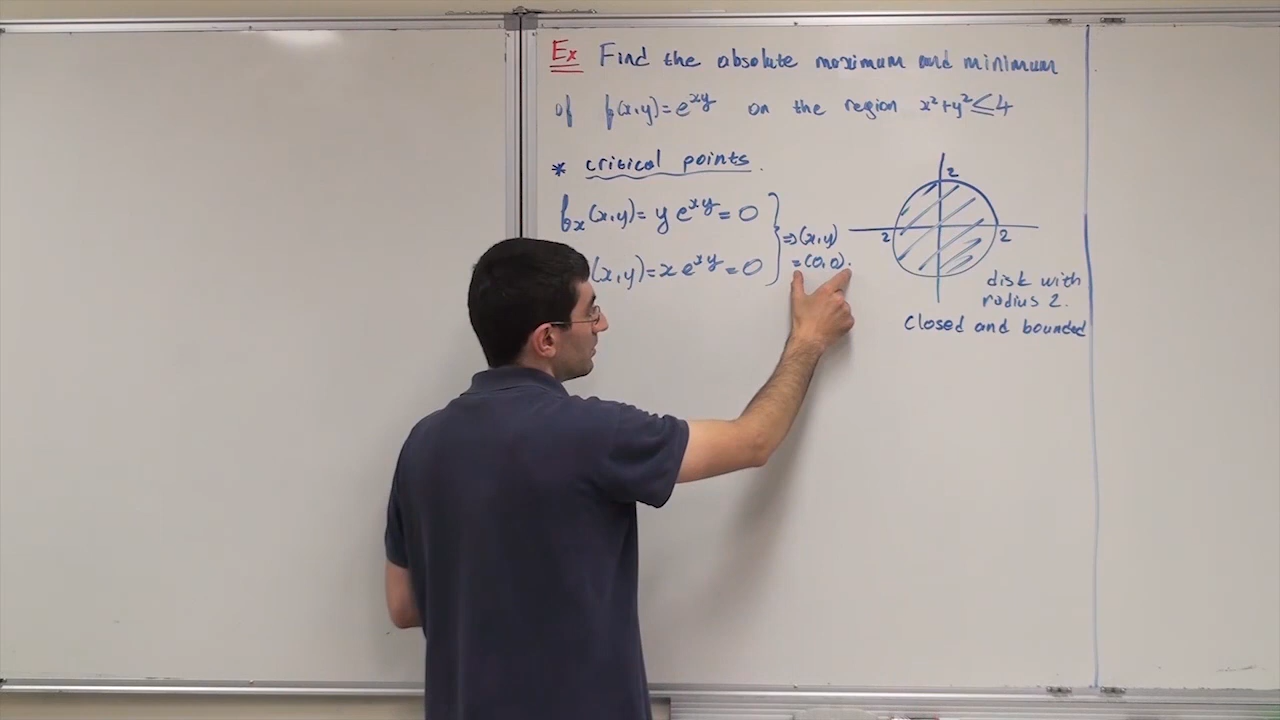 Ex Find the absolute maximum and minimum
of f(x,y)=e^{xy} on the region x²+y²≤4
* critical points.
f_x(x,y)=y e^{xy}=0
(x,y)=x e^{xy}=0
⇒(x,y)
=(0,0).
2
2
2
disk with
radius 2.
closed and bounded